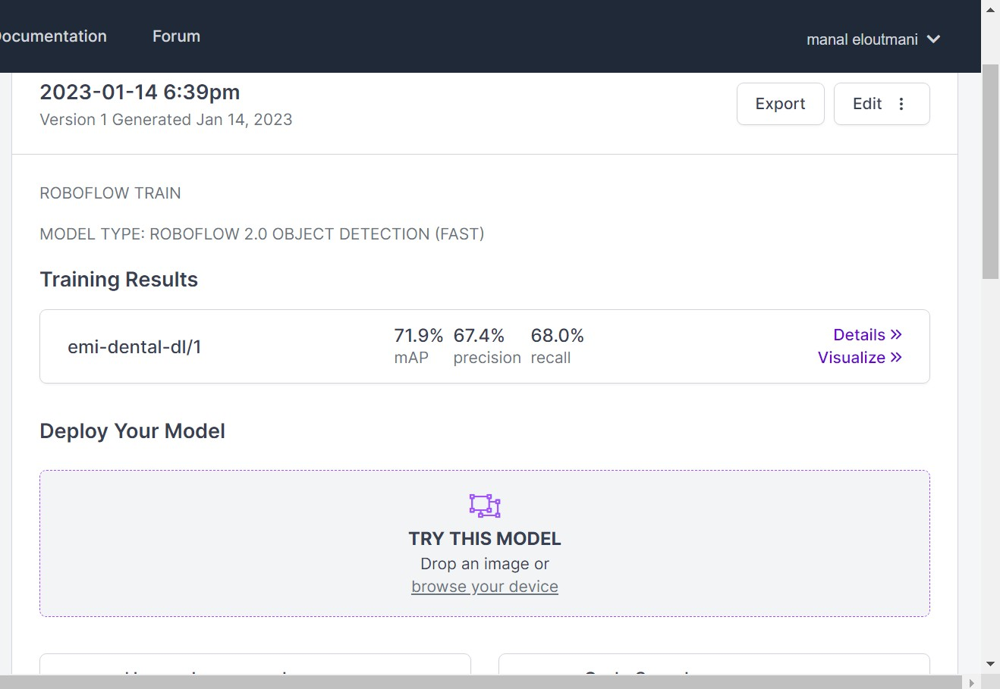 ocumentation
Forum
manal eloutmani
2023-01-14 6:39pm
Version 1 Generated Jan 14, 2023
Export
Edit
ROBOFLOW TRAIN
MODEL TYPE: ROBOFLOW 2.0 OBJECT DETECTION (FAST)
Training Results
emi-dental-dl/1
71.9% 67.4% 68.0%
mAP precision recall
Details »
Visualize »
Deploy Your Model
TRY THIS MODEL
Drop an image or
browse your device